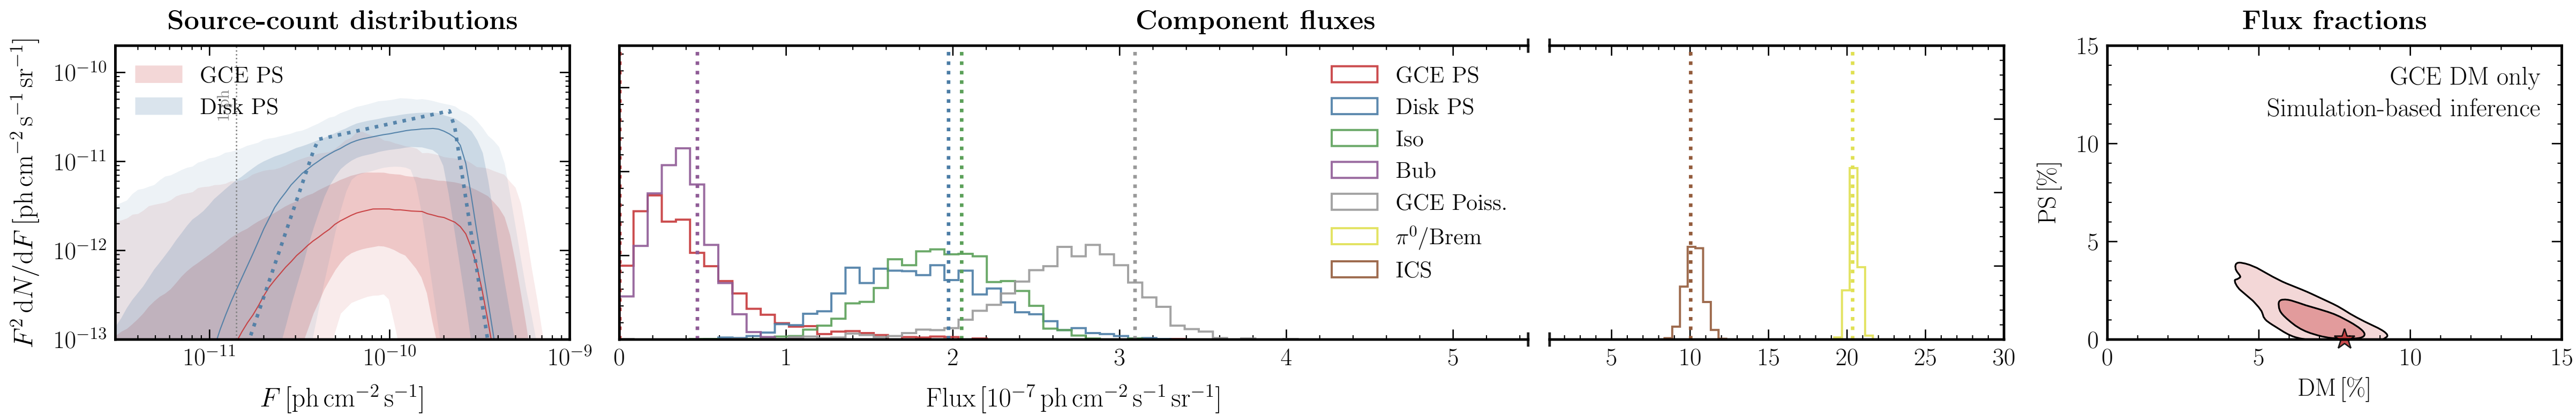 Source-count distributions
F² dN/dF [ph cm⁻² s⁻¹ sr⁻¹]
10⁻¹⁰
10⁻¹¹
10⁻¹²
10⁻¹³
GCE PS
Disk PS
1 ph
10⁻¹¹
10⁻¹⁰
10⁻⁹
F [ph cm⁻² s⁻¹]
Component fluxes
GCE PS
Disk PS
Iso
Bub
GCE Poiss.
π⁰/Brem
ICS
0 1 2 3 4 5
5 10 15 20 25 30
Flux [10⁻⁷ ph cm⁻² s⁻¹ sr⁻¹]
Flux fractions
GCE DM only
Simulation-based inference
PS [%]
15
10
5
0
0 5 10 15
DM [%]